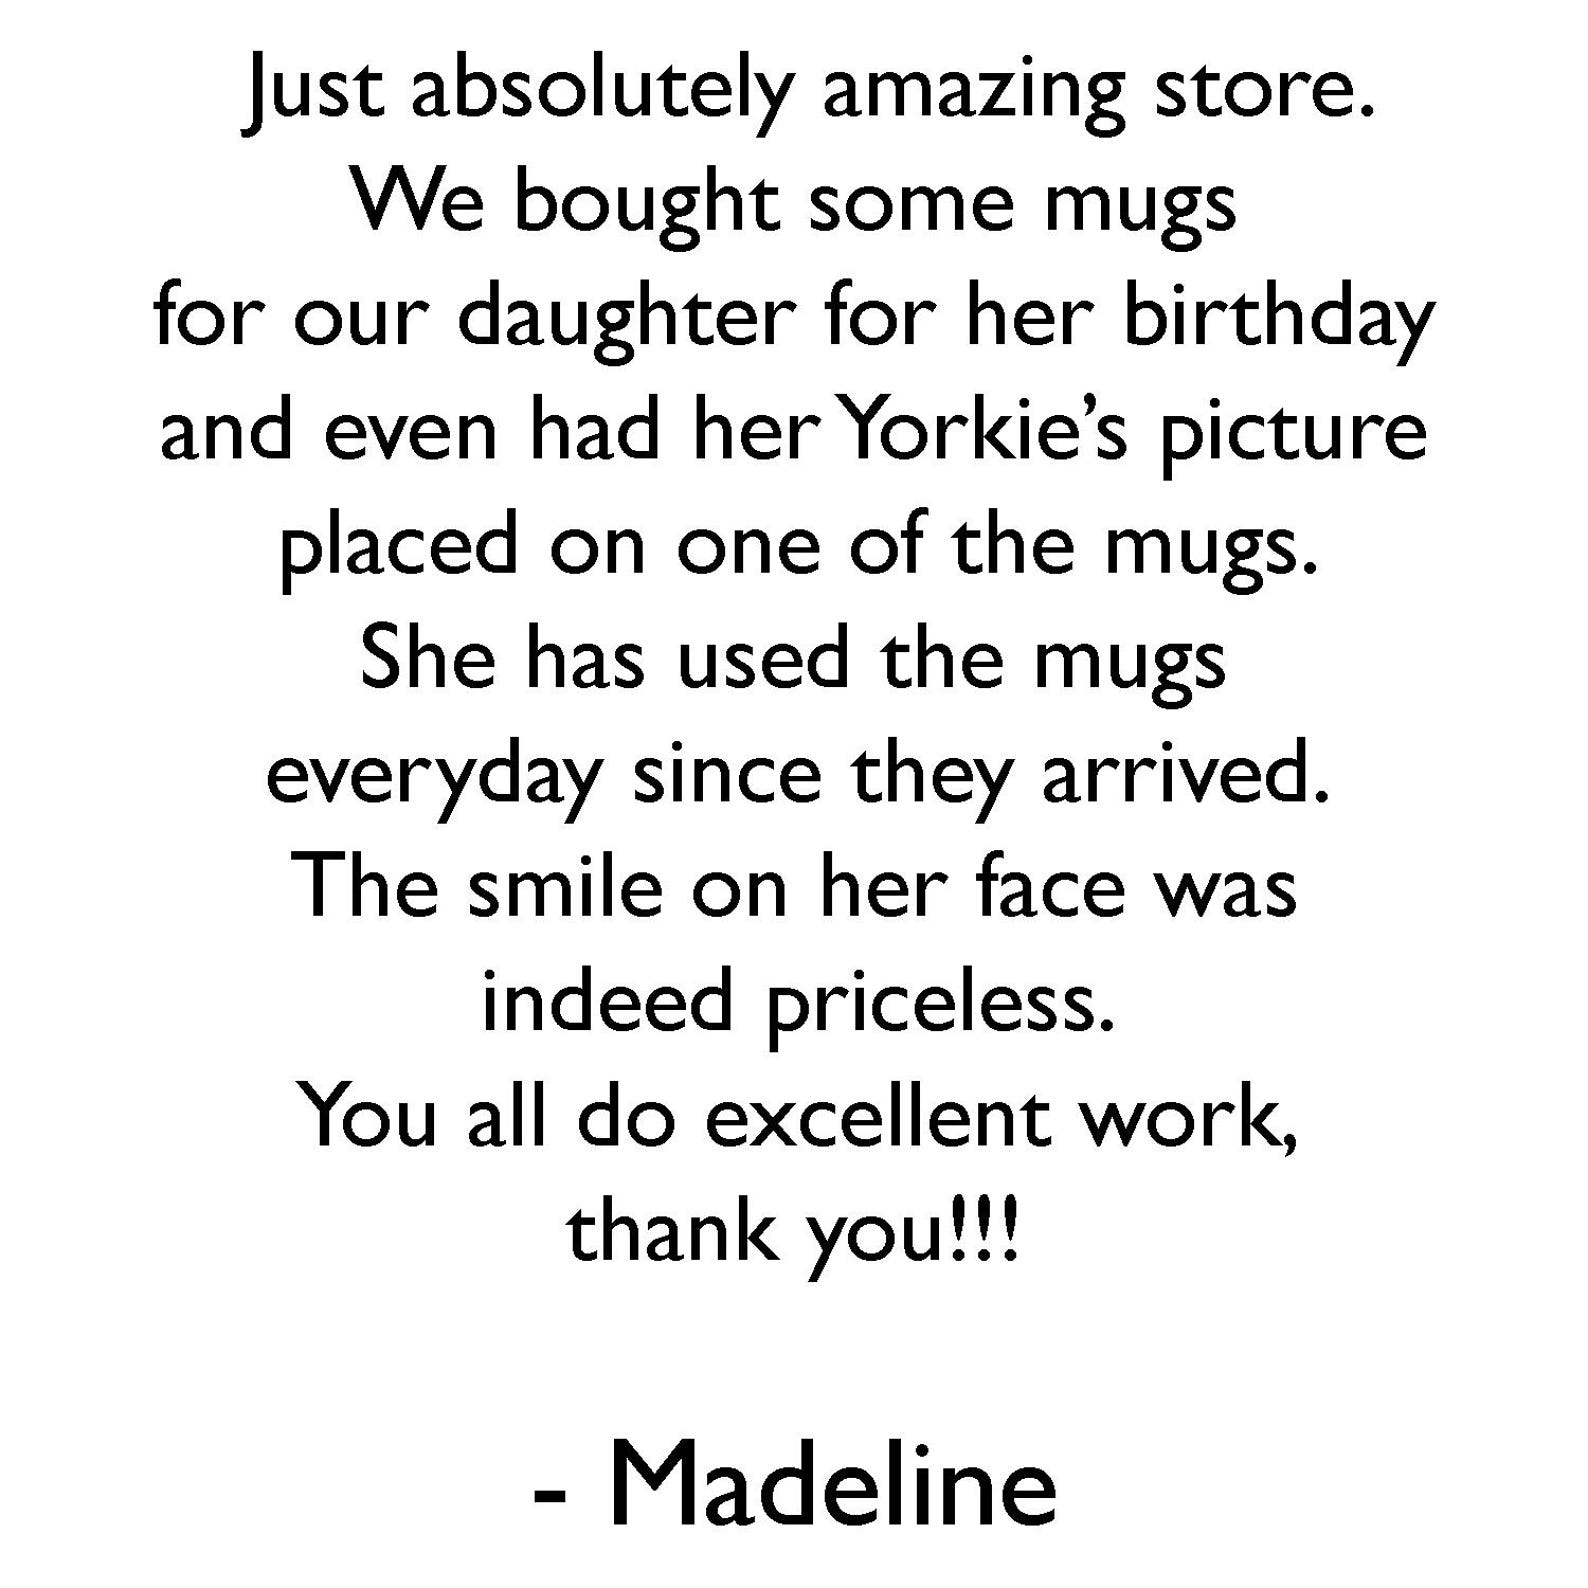 Just absolutely amazing store.
We bought some mugs
for our daughter for her birthday
and even had her Yorkie’s picture
placed on one of the mugs.
She has used the mugs
everyday since they arrived.
The smile on her face was
indeed priceless.
You all do excellent work,
thank you!!!
- Madeline